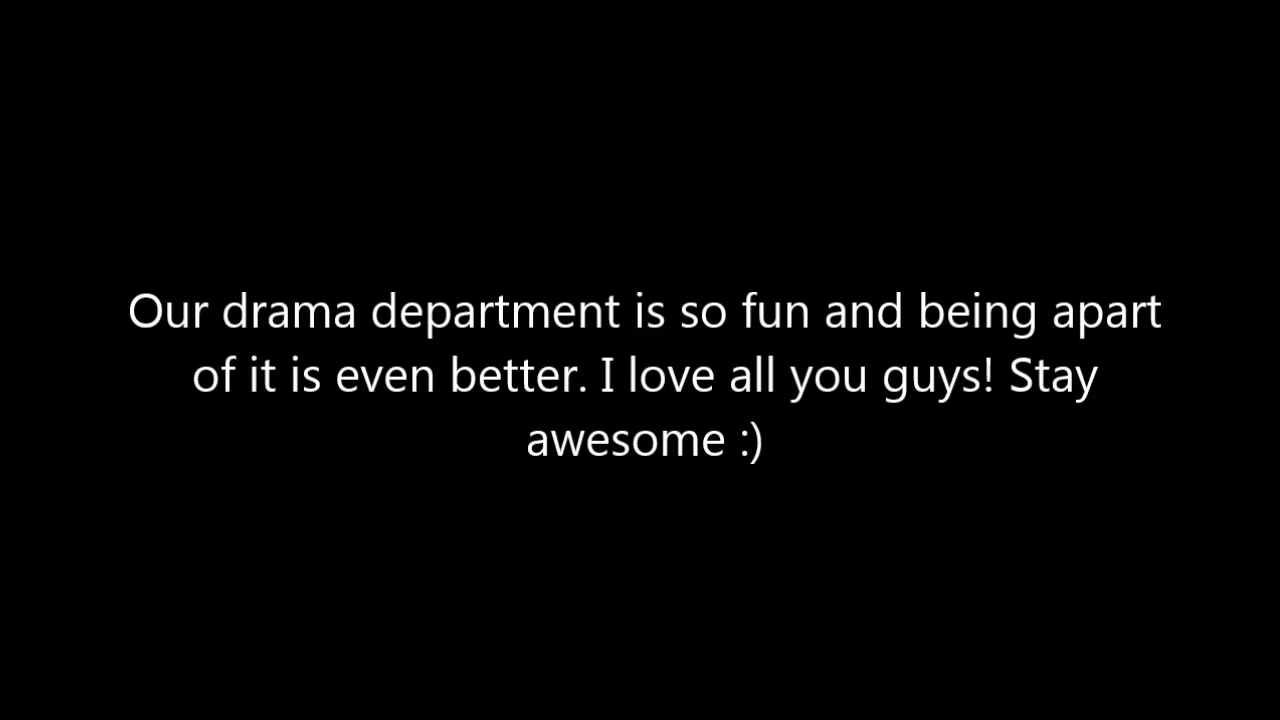 Our drama department is so fun and being apart
of it is even better. I love all you guys! Stay
awesome :)